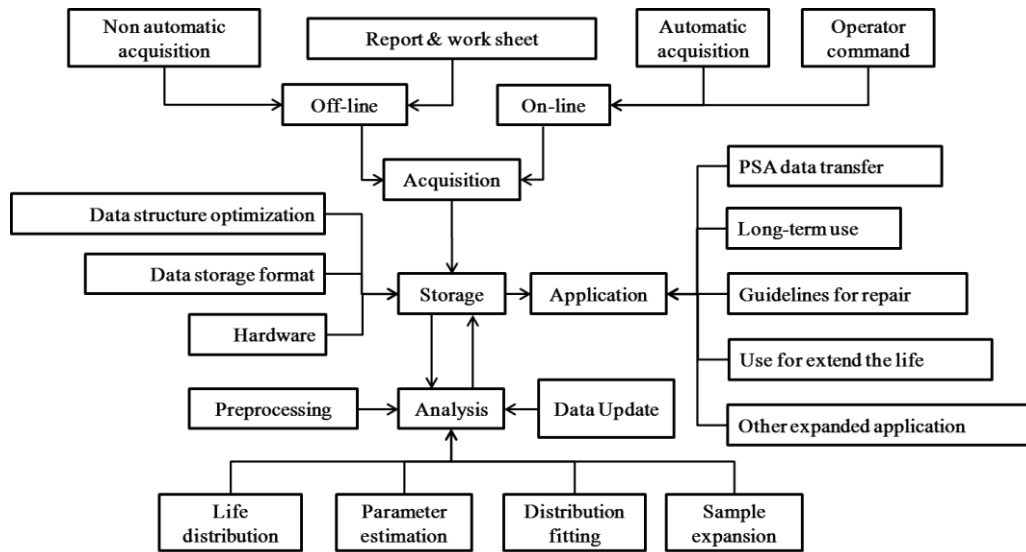 Non automatic
acquisition
Report & work sheet
Automatic
acquisition
Operator
command
Off-line
On-line
Acquisition
PSA data transfer
Data structure optimization
Long-term use
Data storage format
Storage
Application
Guidelines for repair
Hardware
Use for extend the life
Preprocessing
Analysis
Data Update
Other expanded application
Life
distribution
Parameter
estimation
Distribution
fitting
Sample
expansion